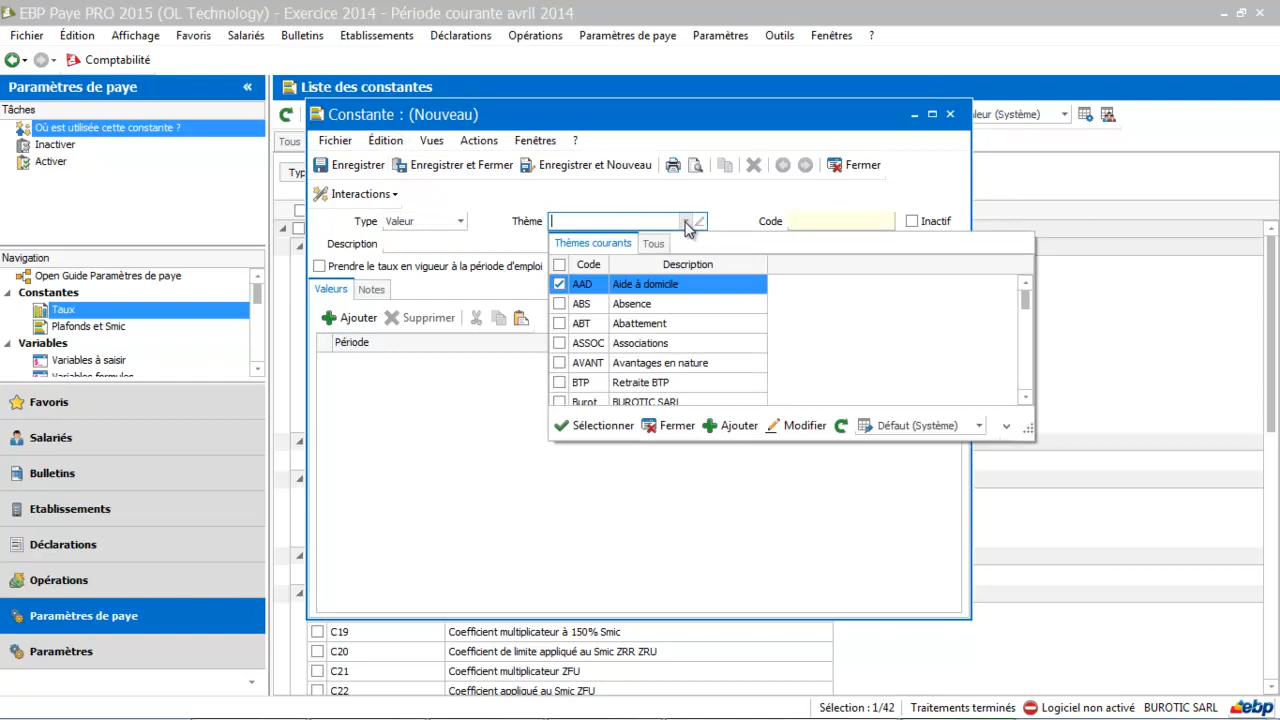 EBP Paye PRO 2015 (OL Technology) - Exercice 2014 - Période courante avril 2014
Fichier Édition Affichage Favoris Salariés Bulletins Etablissements Déclarations Opérations Paramètres de paye Paramètres Outils Fenêtres ?
Comptabilité
Paramètres de paye «
Tâches
Où est utilisée cette constante ?
Inactiver
Activer
Navigation
Open Guide Paramètres de paye
Constantes
Taux
Plafonds et Smic
Variables
Variables à saisir
Variables formules
Favoris
Salariés
Bulletins
Etablissements
Déclarations
Opérations
Paramètres de paye
Paramètres
Liste des constantes
leur (Système)
Tous
Typ
Constante : (Nouveau)
Fichier Édition Vues Actions Fenêtres ?
Enregistrer Enregistrer et Fermer Enregistrer et Nouveau Fermer
Interactions
Type Valeur Thème Code Inactif
Description
Prendre le taux en vigueur à la période d'emploi
Valeurs Notes
Ajouter Supprimer
Période
Thèmes courants Tous
Code Description
AAD Aide à domicile
ABS Absence
ABT Abattement
ASSOC Associations
AVANT Avantages en nature
BTP Retraite BTP
Burot BUROTIC SARL
Sélectionner Fermer Ajouter Modifier Défaut (Système)
C19 Coefficient multiplicateur à 150% Smic
C20 Coefficient de limite appliqué au Smic ZRR ZRU
C21 Coefficient multiplicateur ZFU
C22 Coefficient appliqué au Smic ZFU
Sélection : 1/42 Traitements terminés Logiciel non activé BUROTIC SARL ebp